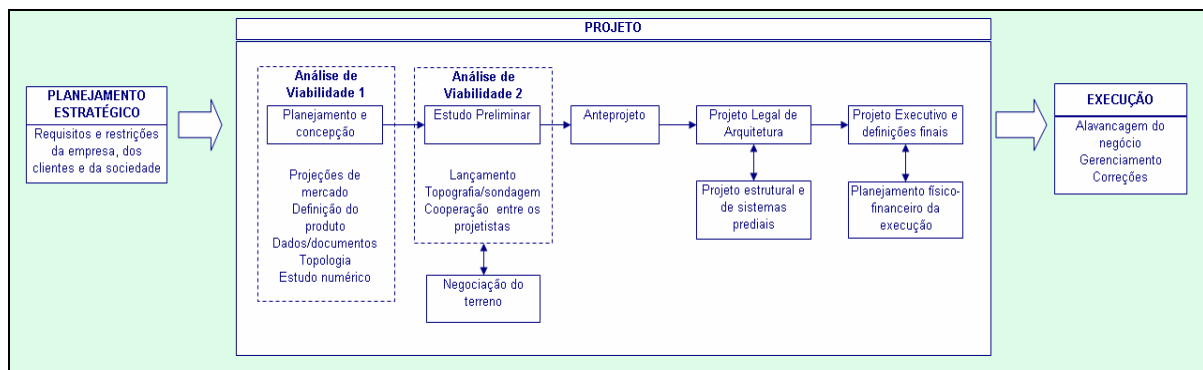 PROJETO
PLANEJAMENTO
ESTRATÉGICO
Requisitos e restrições
da empresa, dos
clientes e da sociedade
Análise de
Viabilidade 1
Planejamento e
concepção
Projeções de
mercado
Definição do
produto
Dados/documentos
Topologia
Estudo numérico
Análise de
Viabilidade 2
Estudo Preliminar
Lançamento
Topografia/sondagem
Cooperação entre os
projetistas
Negociação do
terreno
Anteprojeto
Projeto Legal de
Arquitetura
Projeto estrutural e
de sistemas
prediais
Projeto Executivo e
definições finais
Planejamento físico-
financeiro da
execução
EXECUÇÃO
Alavancagem do
negócio
Gerenciamento
Correções